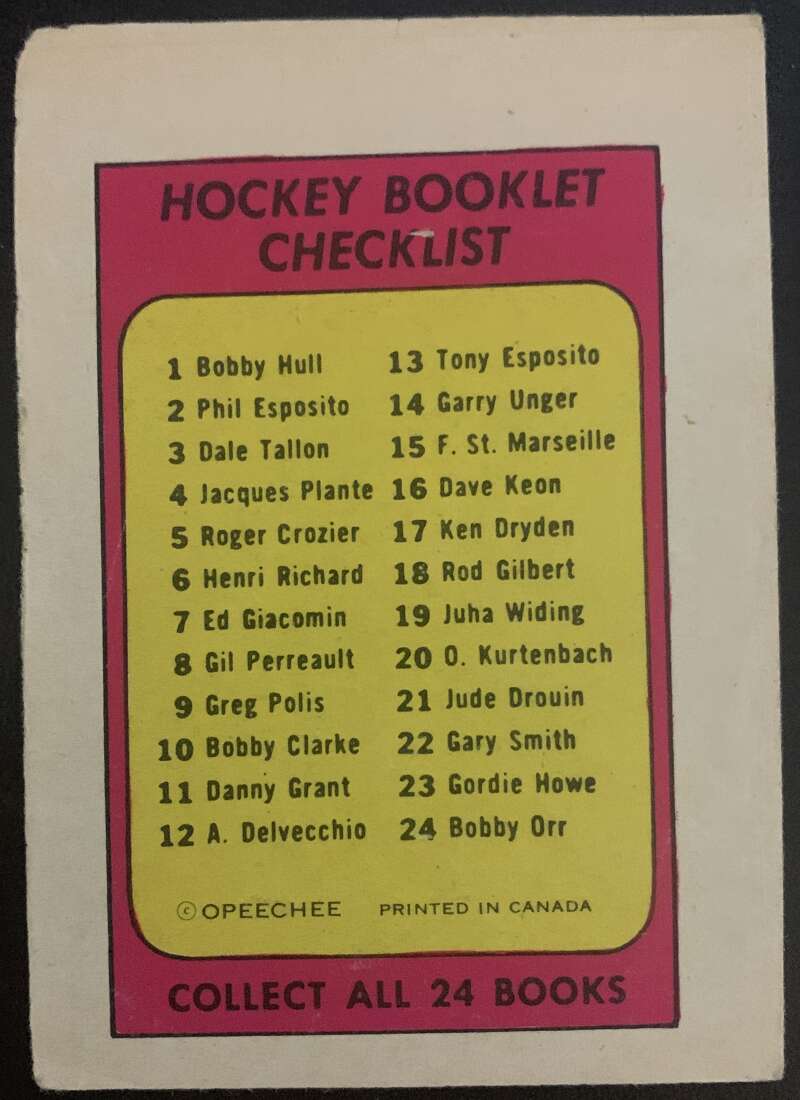 HOCKEY BOOKLET
CHECKLIST
1 Bobby Hull
2 Phil Esposito
3 Dale Tallon
4 Jacques Plante
5 Roger Crozier
6 Henri Richard
7 Ed Giacomin
8 Gil Perreault
9 Greg Polis
10 Bobby Clarke
11 Danny Grant
12 A. Delvecchio
13 Tony Esposito
14 Garry Unger
15 F. St. Marseille
16 Dave Keon
17 Ken Dryden
18 Rod Gilbert
19 Juha Widing
20 O. Kurtenbach
21 Jude Drouin
22 Gary Smith
23 Gordie Howe
24 Bobby Orr
© OPEECHEE PRINTED IN CANADA
COLLECT ALL 24 BOOKS